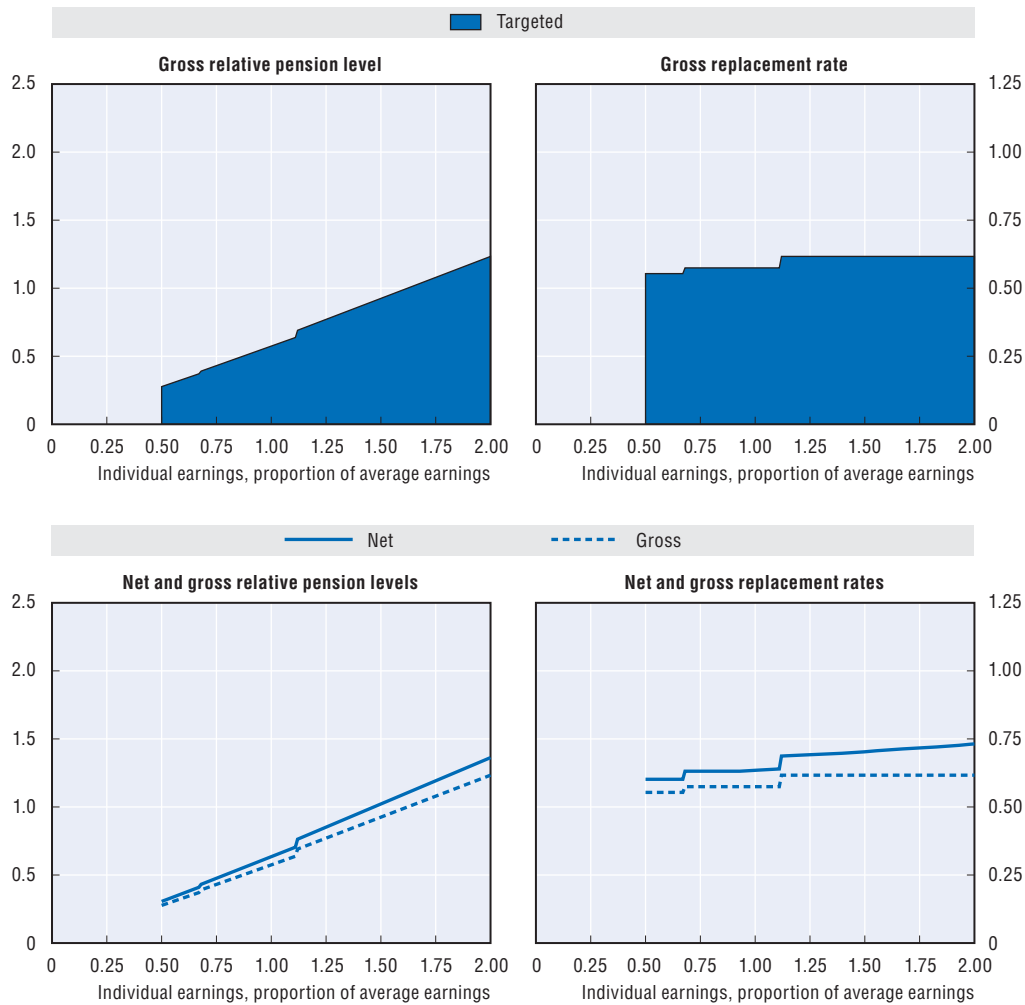 Targeted
Gross relative pension level
Gross replacement rate
2.5
2.0
1.5
1.0
0.5
0
1.25
1.00
0.75
0.50
0.25
0
0 0.25 0.50 0.75 1.00 1.25 1.50 1.75 2.00
0 0.25 0.50 0.75 1.00 1.25 1.50 1.75 2.00
Individual earnings, proportion of average earnings
Individual earnings, proportion of average earnings
Net Gross
Net and gross relative pension levels
Net and gross replacement rates
2.5
2.0
1.5
1.0
0.5
0
1.25
1.00
0.75
0.50
0.25
0
0 0.25 0.50 0.75 1.00 1.25 1.50 1.75 2.00
0 0.25 0.50 0.75 1.00 1.25 1.50 1.75 2.00
Individual earnings, proportion of average earnings
Individual earnings, proportion of average earnings